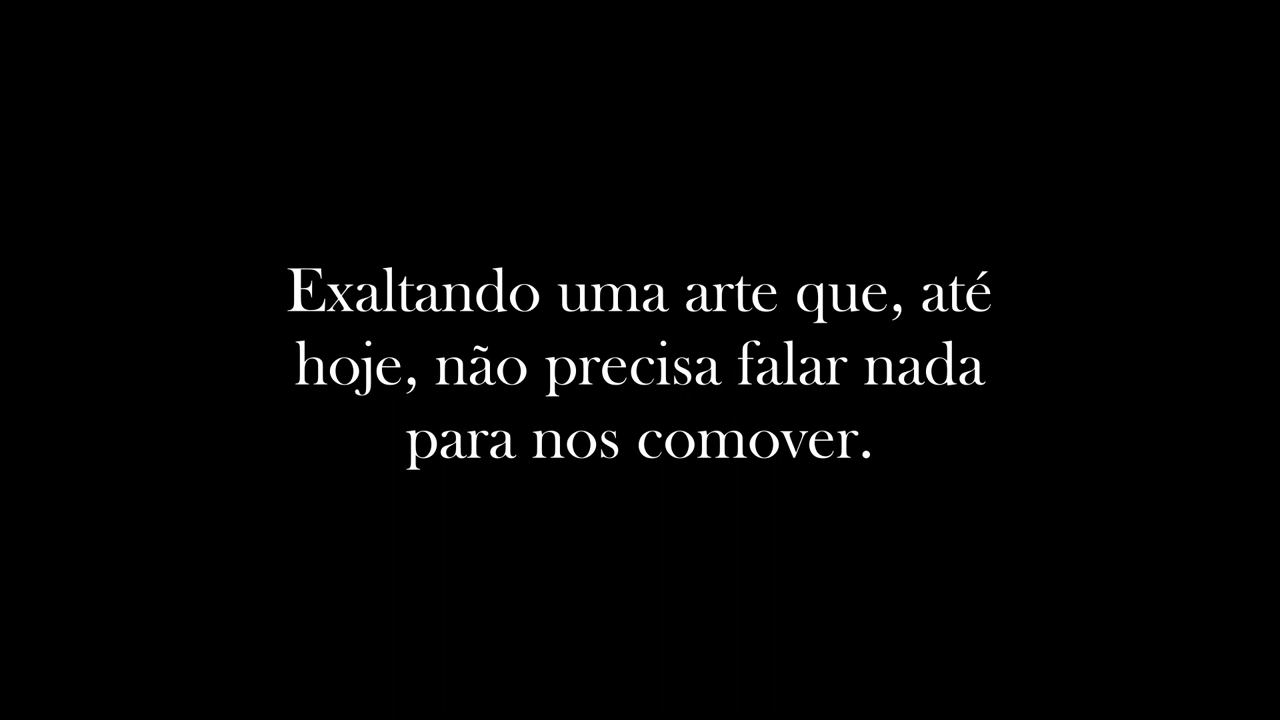 Exaltando uma arte que, até
hoje, não precisa falar nada
para nos comover.